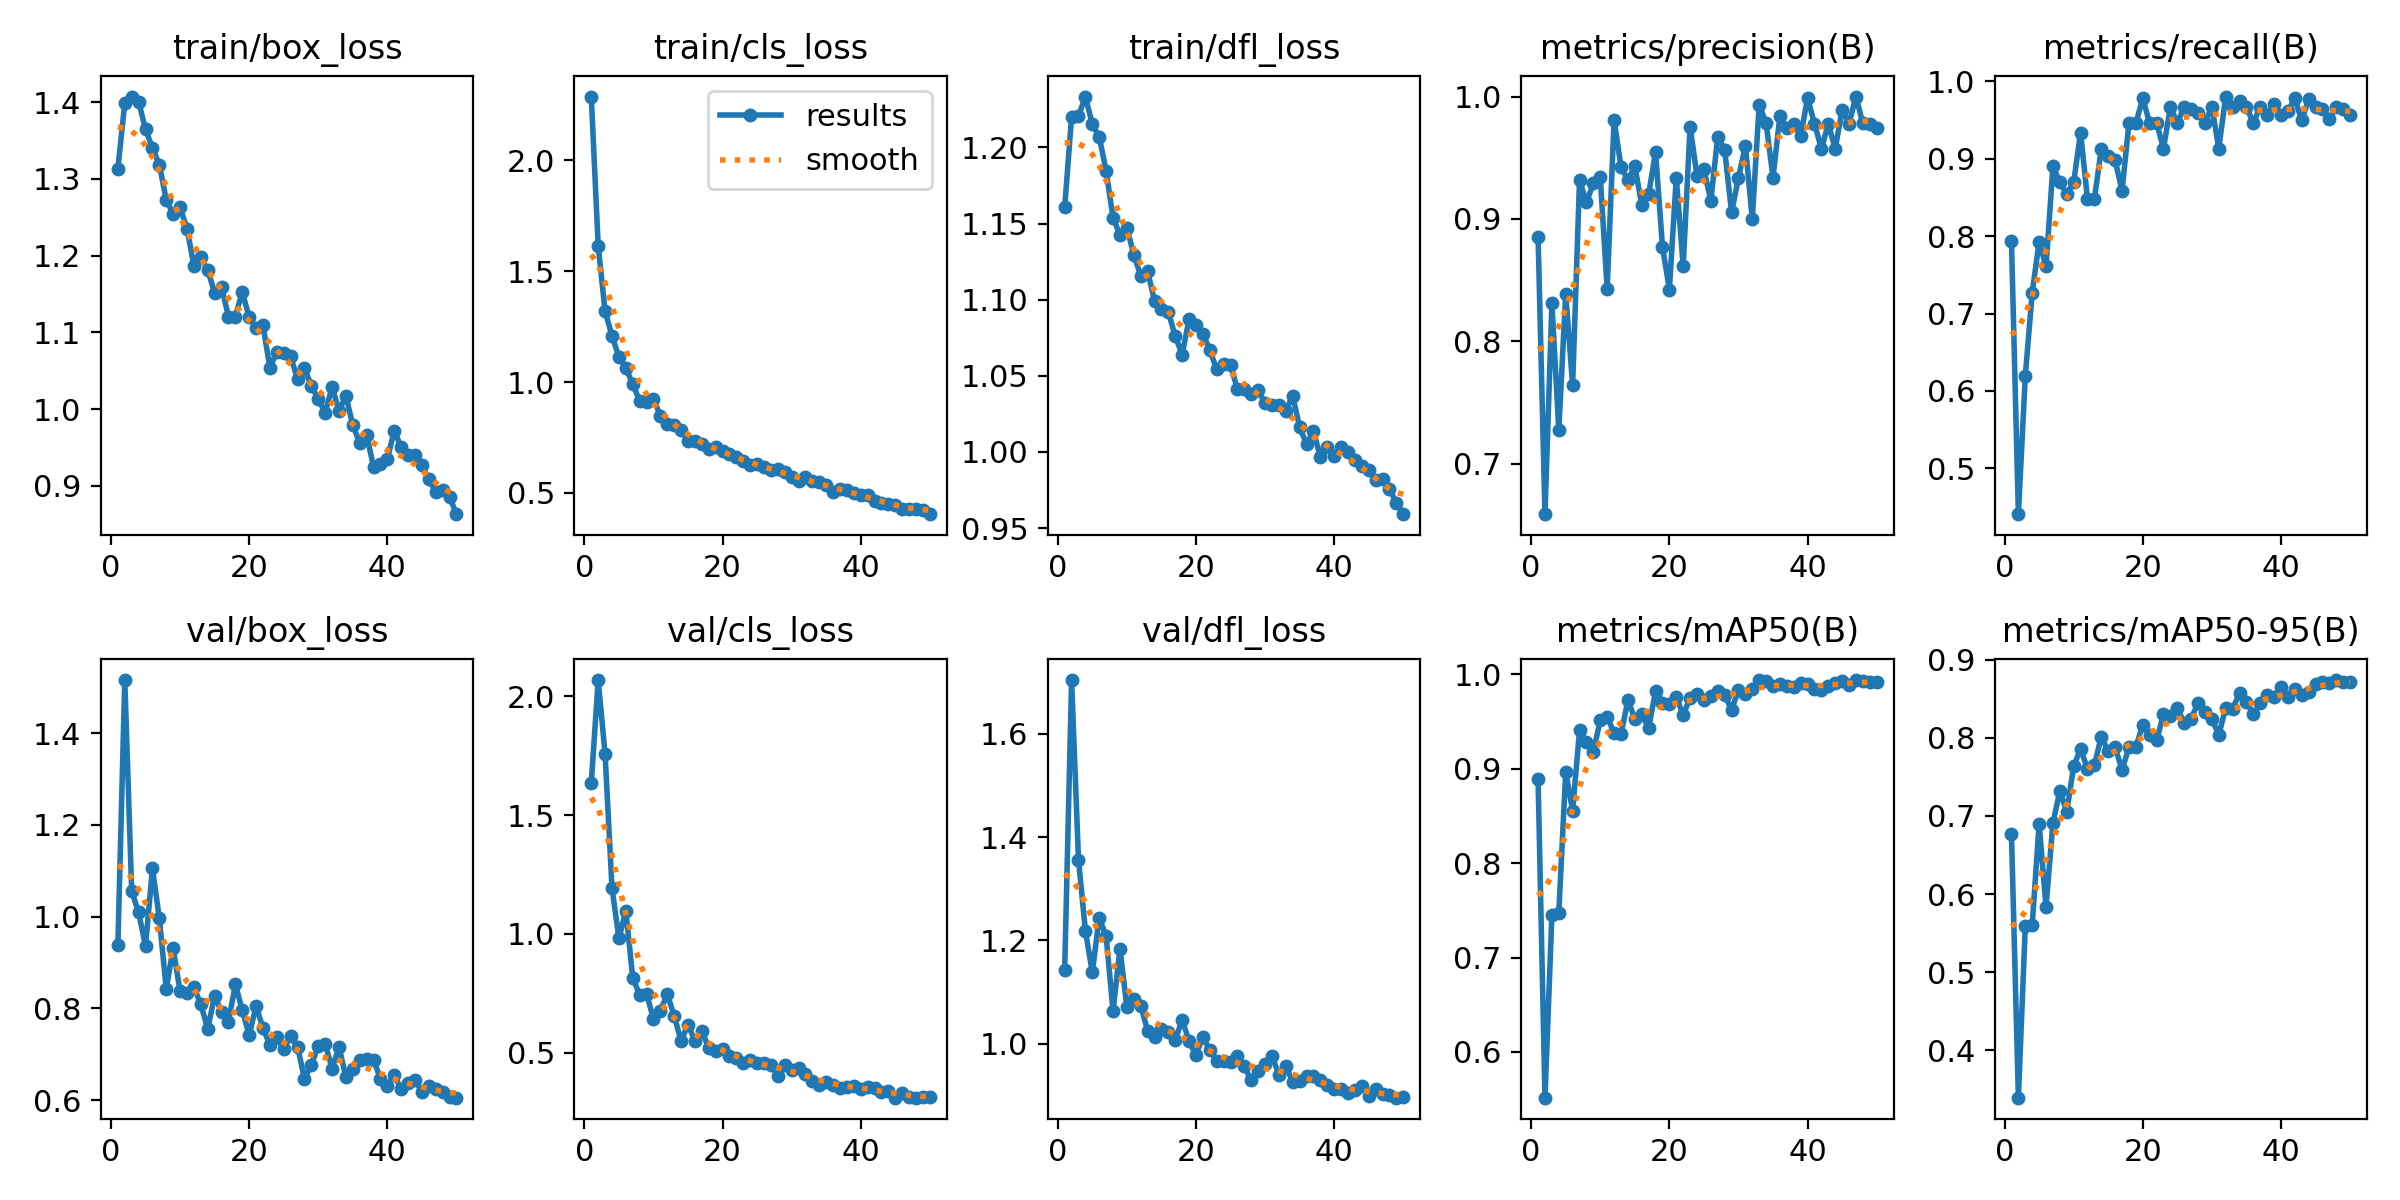 train/box_loss
1.4
1.3
1.2
1.1
1.0
0.9
0 20 40
train/cls_loss
results
smooth
2.0
1.5
1.0
0.5
0 20 40
train/dfl_loss
1.20
1.15
1.10
1.05
1.00
0.95
0 20 40
metrics/precision(B)
1.0
0.9
0.8
0.7
0 20 40
metrics/recall(B)
1.0
0.9
0.8
0.7
0.6
0.5
0 20 40
val/box_loss
1.4
1.2
1.0
0.8
0.6
0 20 40
val/cls_loss
2.0
1.5
1.0
0.5
0 20 40
val/dfl_loss
1.6
1.4
1.2
1.0
0 20 40
metrics/mAP50(B)
1.0
0.9
0.8
0.7
0.6
0 20 40
metrics/mAP50-95(B)
0.9
0.8
0.7
0.6
0.5
0.4
0 20 40